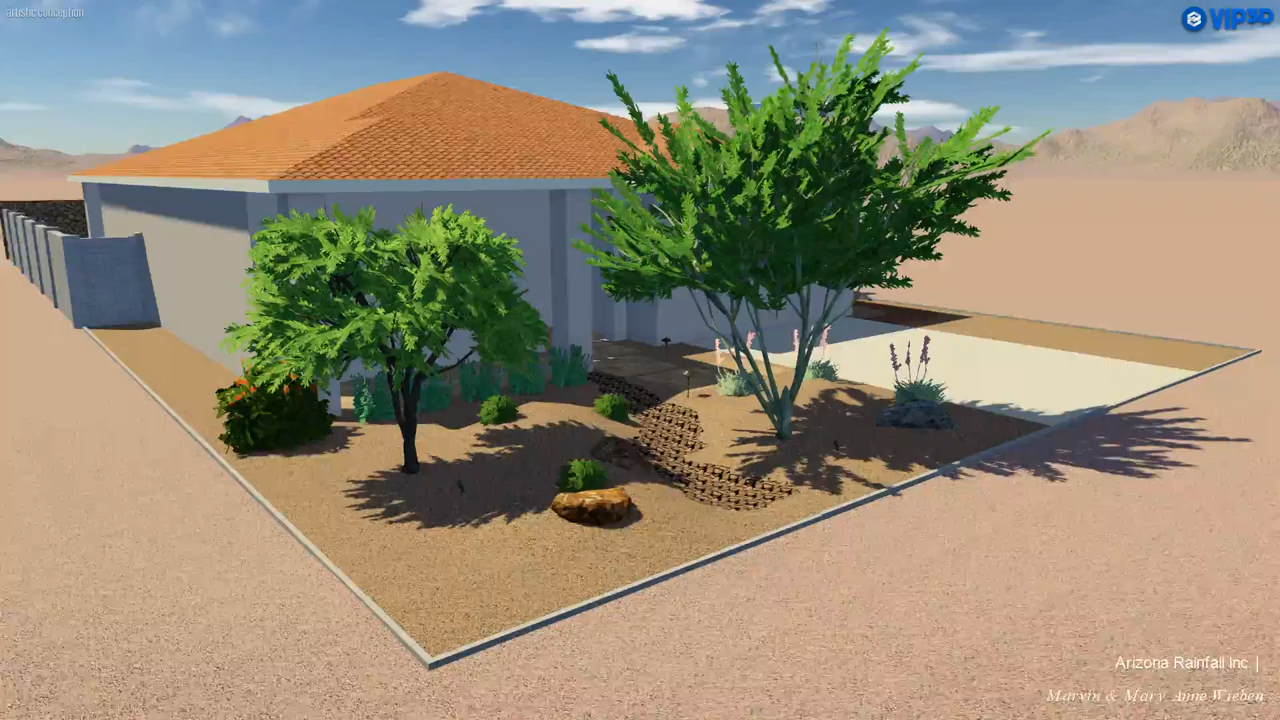 artistic conception
VIP3D
Arizona Rainfall Inc |
Marvin & Mary Anne Wieben